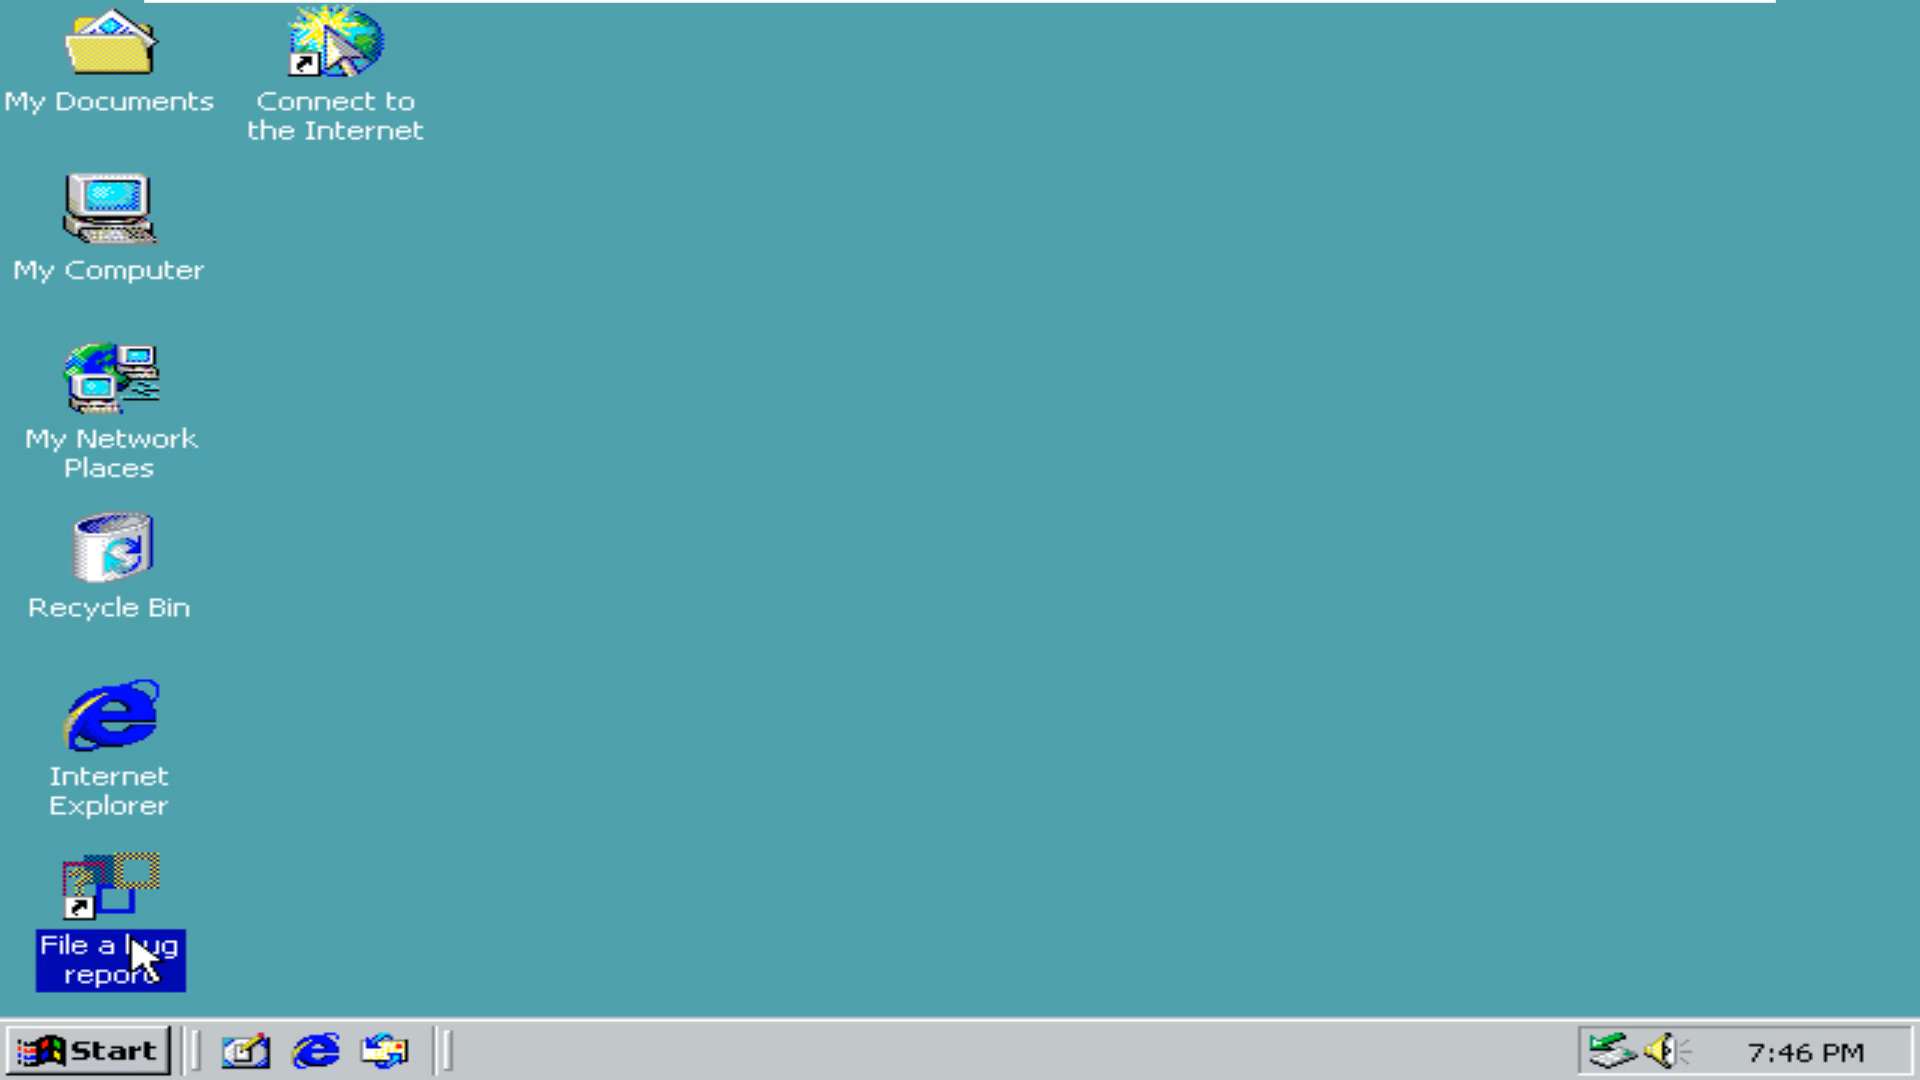 My Documents
Connect to
the Internet
My Computer
My Network
Places
Recycle Bin
Internet
Explorer
File a bug
report
Start
7:46 PM